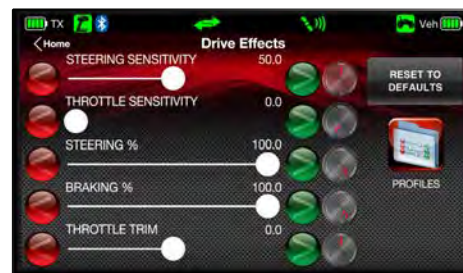 TX Veh
Home Drive Effects
STEERING SENSITIVITY 50.0
THROTTLE SENSITIVITY 0.0
STEERING % 100.0
BRAKING % 100.0
THROTTLE TRIM 0.0
RESET TO
DEFAULTS
PROFILES